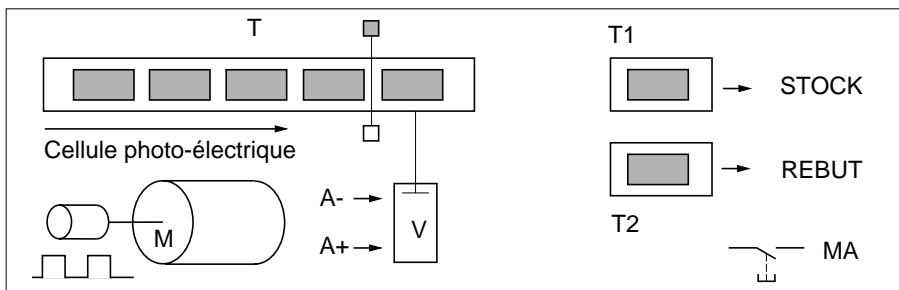 T
T1
STOCK
Cellule photo-électrique
REBUT
A-
V
T2
M
A+
MA